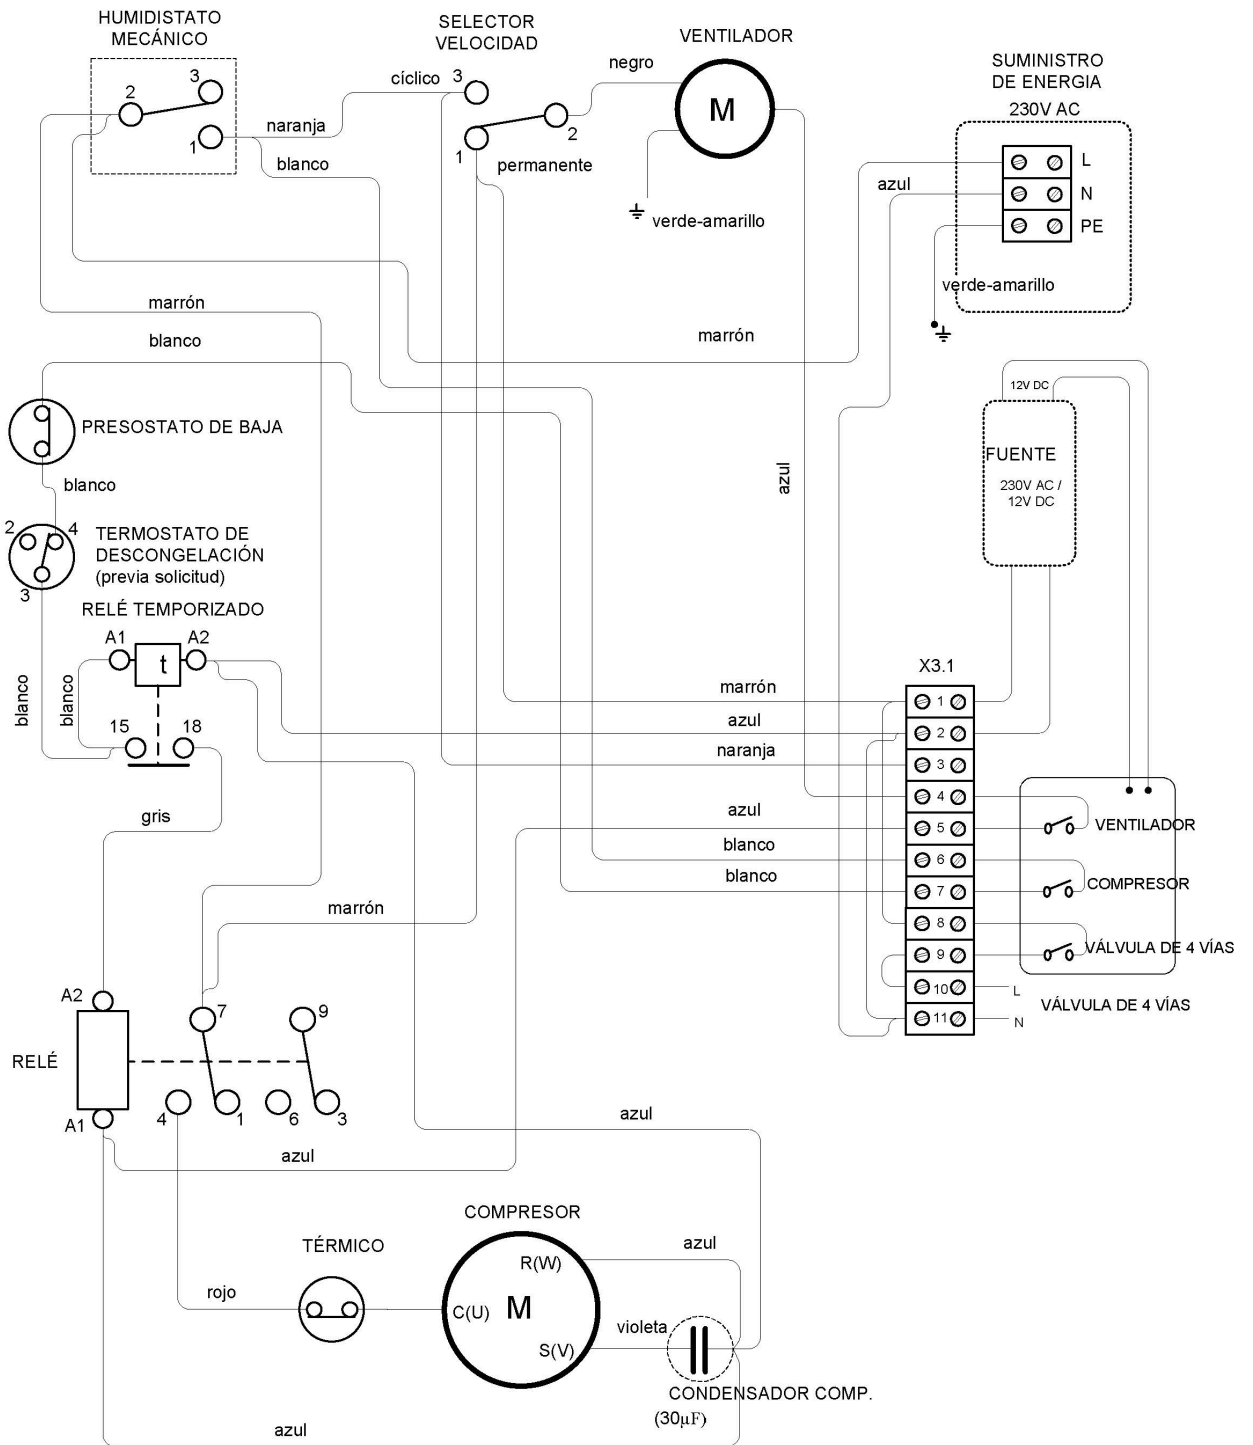 HUMIDISTATO
MECÁNICO
SELECTOR
VELOCIDAD
VENTILADOR
SUMINISTRO
DE ENERGIA
230V AC
3
2
1
cíclico
3
naranja
blanco
1
2
permanente
negro
M
verde-amarillo
azul
L
N
PE
verde-amarillo
marrón
blanco
marrón
PRESOSTATO DE BAJA
blanco
2
4
3
TERMOSTATO DE
DESCONGELACIÓN
(previa solicitud)
RELÉ TEMPORIZADO
A1
A2
t
blanco
blanco
15
18
gris
azul
12V DC
FUENTE
230V AC /
12V DC
X3.1
marrón
1
azul
2
naranja
3
4
azul
5
blanco
6
blanco
7
8
9
10
11
L
N
VENTILADOR
COMPRESOR
VÁLVULA DE 4 VÍAS
VÁLVULA DE 4 VÍAS
marrón
A2
RELÉ
A1
7
9
4
1
6
3
azul
azul
COMPRESOR
TÉRMICO
rojo
R(W)
C(U)
M
S(V)
azul
violeta
CONDENSADOR COMP.
(30µF)
azul